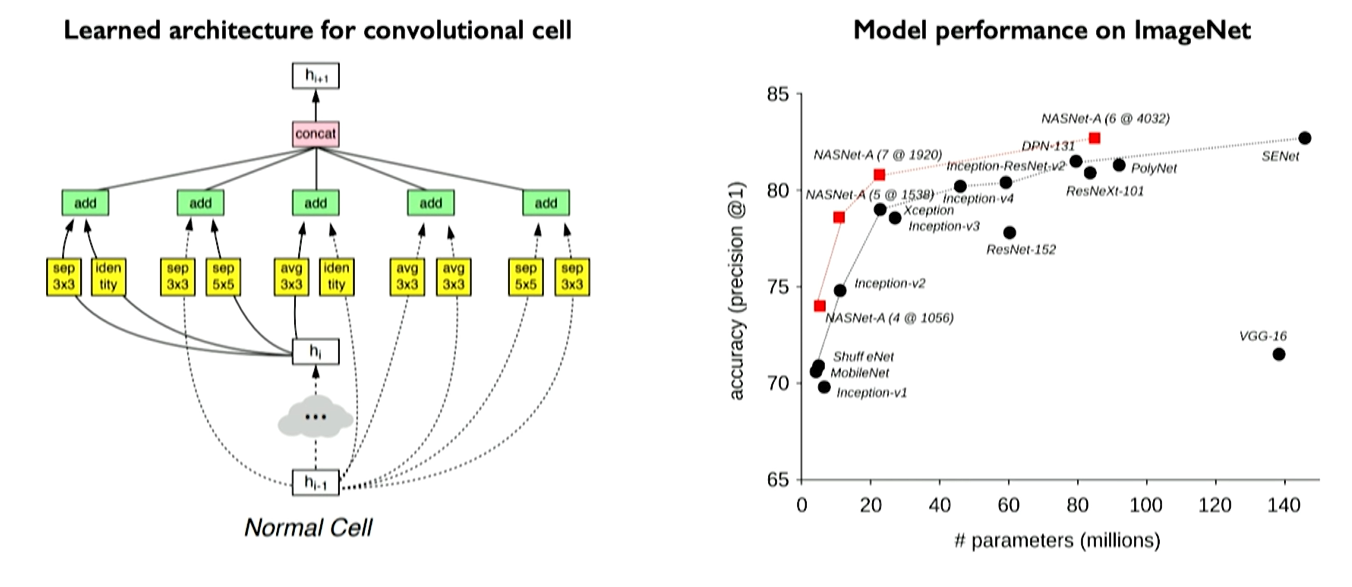 Learned architecture for convolutional cell
h_{i+1}
concat
add add add add add
sep 3x3
iden tity
sep 3x3
sep 5x5
avg 3x3
iden tity
avg 3x3
avg 3x3
sep 5x5
sep 3x3
h_i
...
h_{i-1}
Normal Cell
Model performance on ImageNet
accuracy (precision @1)
85
80
75
70
65
NASNet-A (6 @ 4032)
DPN-131
SENet
NASNet-A (7 @ 1920)
Inception-ResNet-v2
PolyNet
ResNeXt-101
NASNet-A (5 @ 1538)
Inception-v4
Xception
Inception-v3
ResNet-152
Inception-v2
NASNet-A (4 @ 1056)
VGG-16
Shuff eNet
MobileNet
Inception-v1
0 20 40 60 80 100 120 140
# parameters (millions)